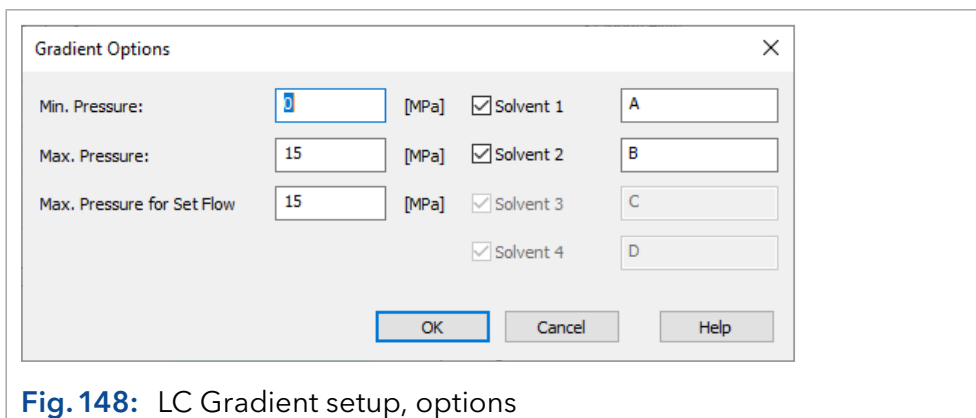 Gradient Options
Min. Pressure: 0 [MPa] Solvent 1 A
Max. Pressure: 15 [MPa] Solvent 2 B
Max. Pressure for Set Flow 15 [MPa] Solvent 3 C
Solvent 4 D
OK Cancel Help
Fig. 148: LC Gradient setup, options